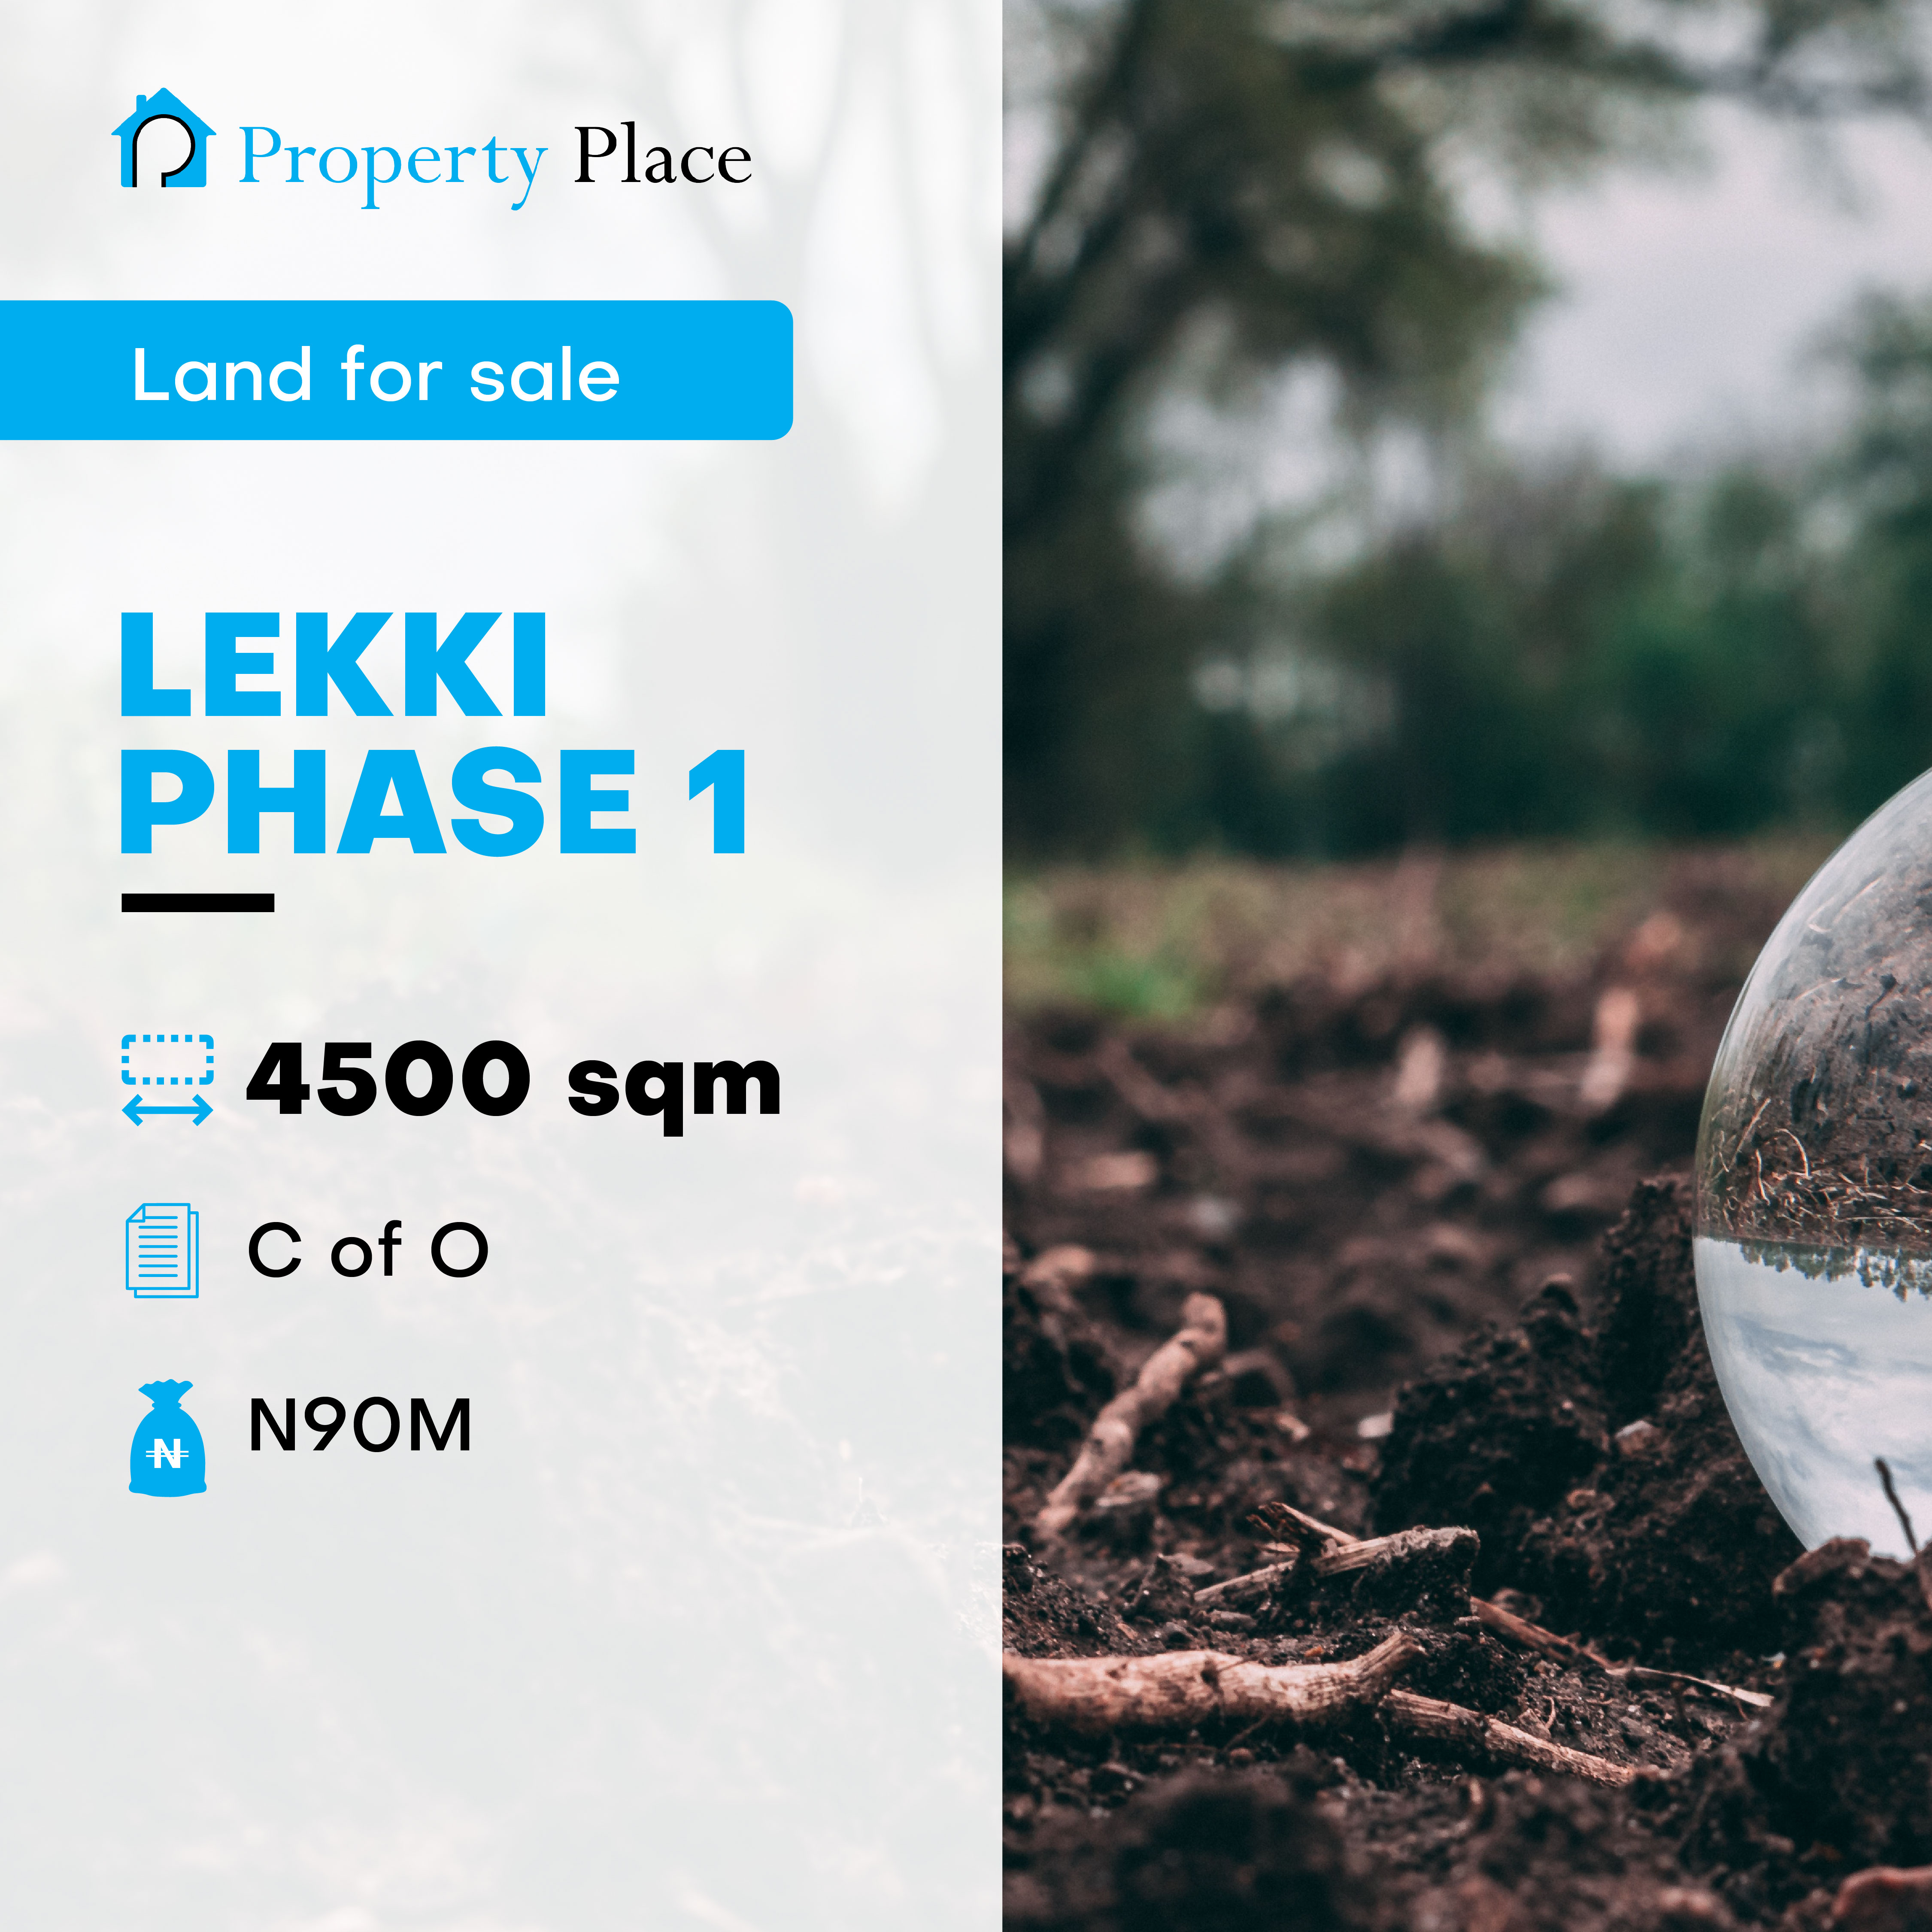 Property Place
Land for sale
LEKKI
PHASE 1
4500 sqm
C of O
N90M
₦